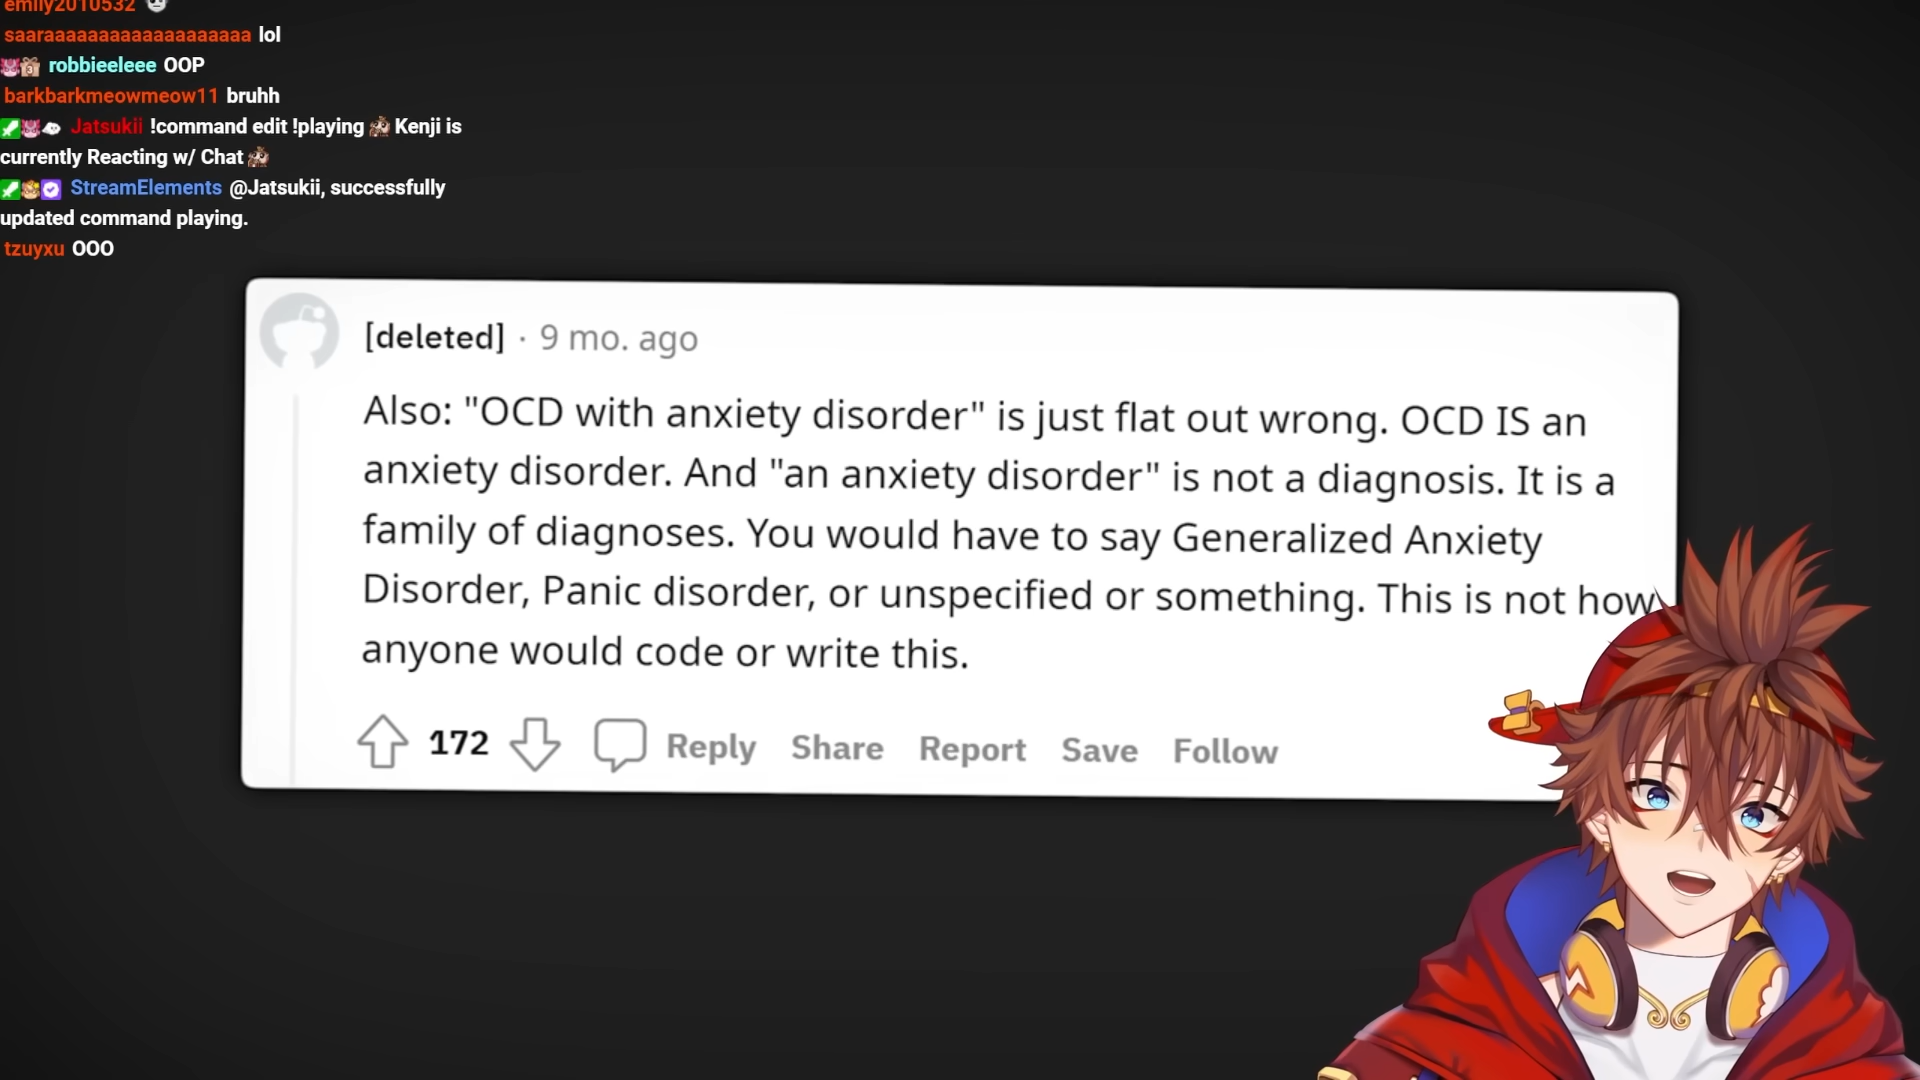 emily2010532
saaraaaaaaaaaaaaaaaaaaa lol
robbieeleee OOP
barkbarkmeowmeow11 bruhh
Jatsukii !command edit !playing Kenji is
currently Reacting w/ Chat
StreamElements @Jatsukii, successfully
updated command playing.
tzuyxu OOO
[deleted] · 9 mo. ago
Also: "OCD with anxiety disorder" is just flat out wrong. OCD IS an
anxiety disorder. And "an anxiety disorder" is not a diagnosis. It is a
family of diagnoses. You would have to say Generalized Anxiety
Disorder, Panic disorder, or unspecified or something. This is not how
anyone would code or write this.
172 Reply Share Report Save Follow